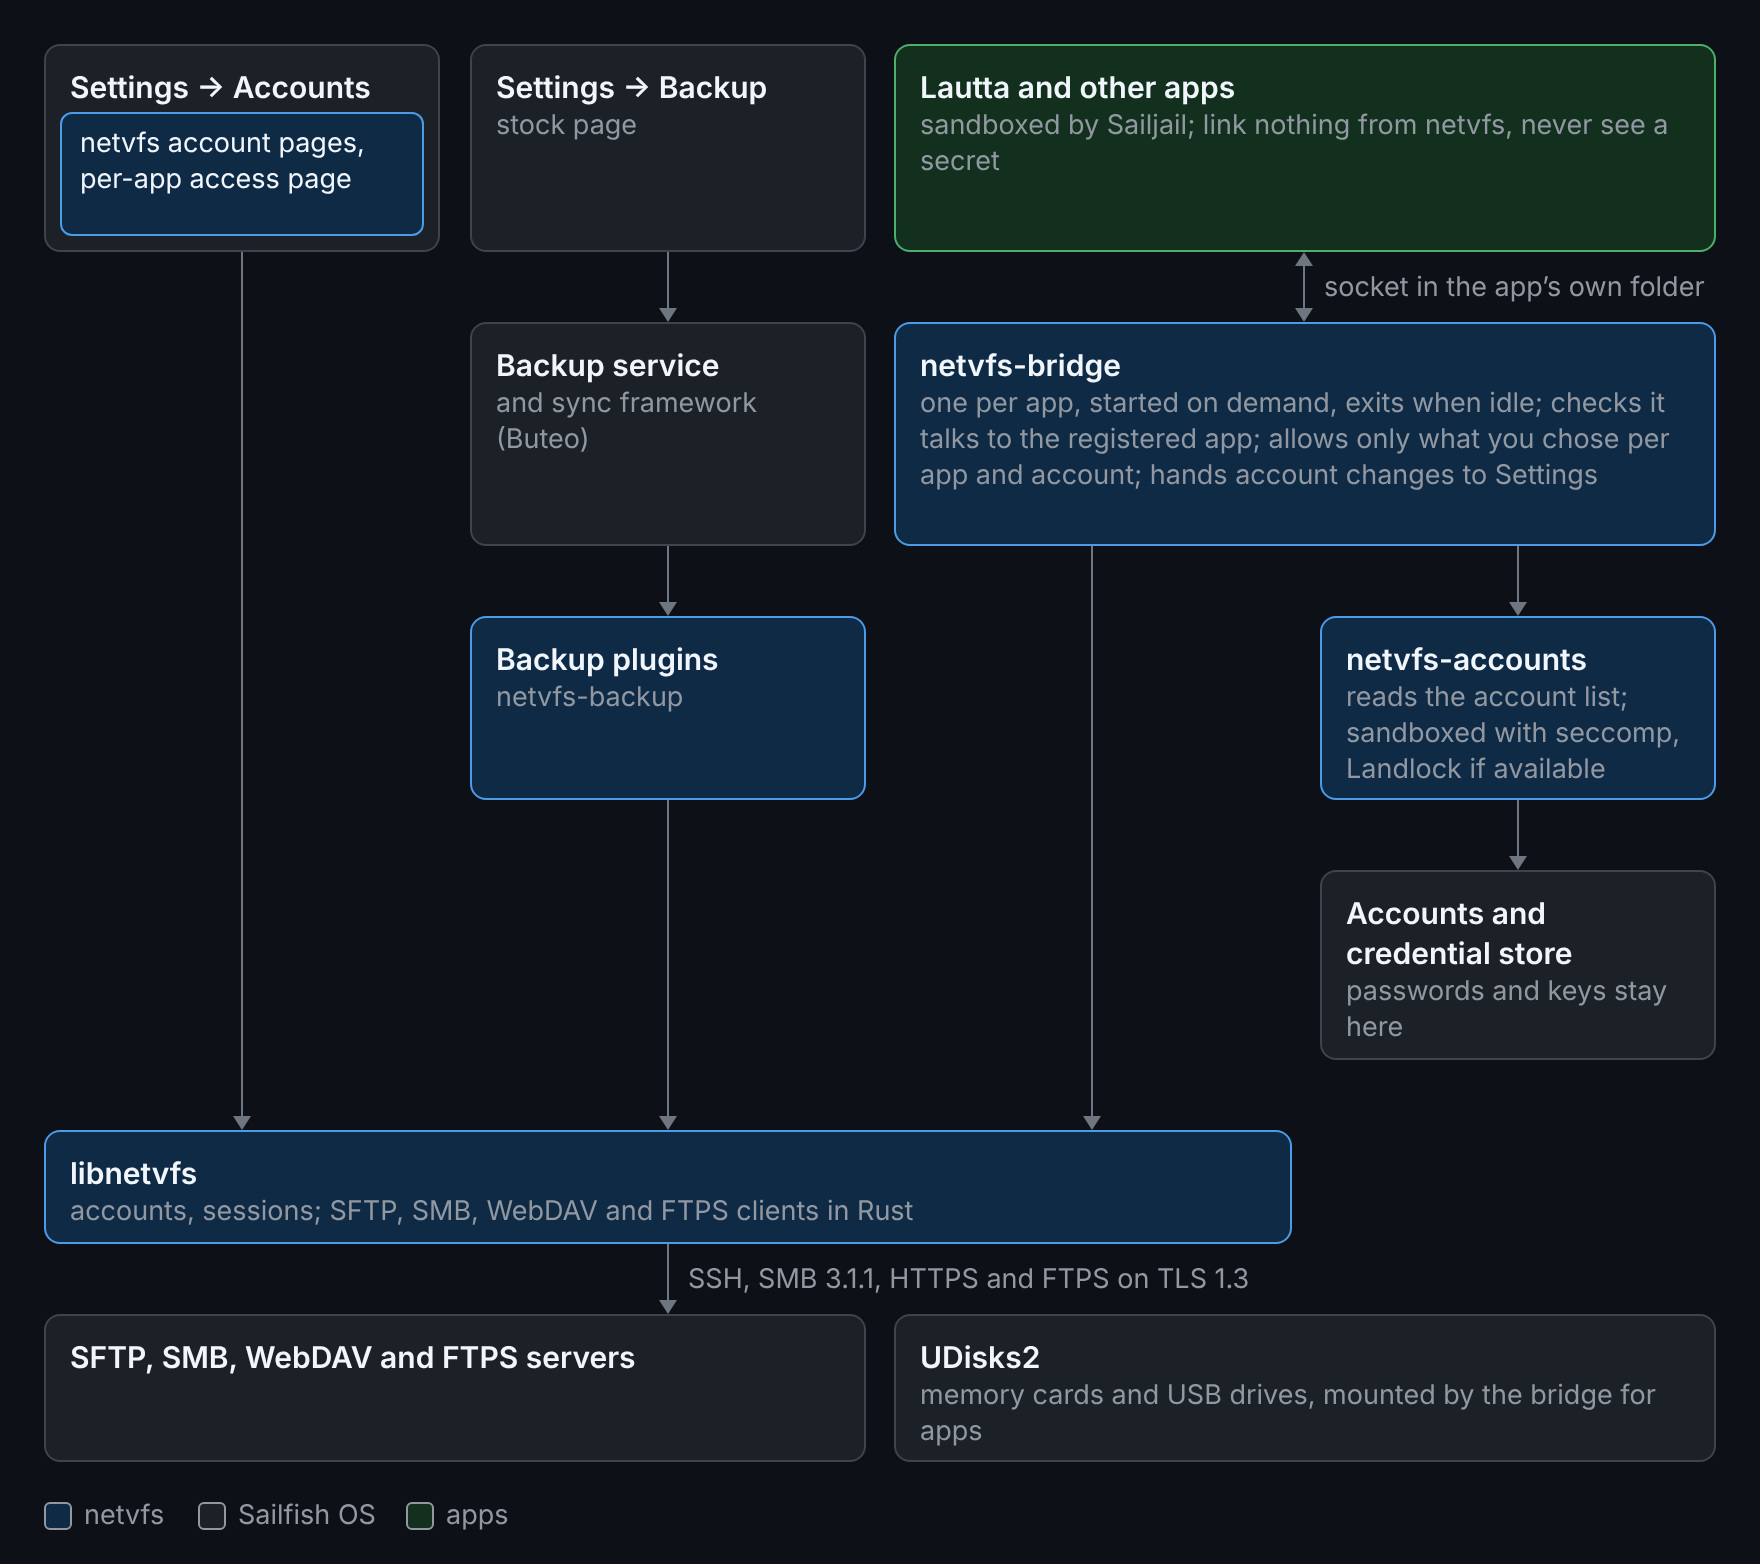 Settings → Accounts
netvfs account pages,
per-app access page
Settings → Backup
stock page
Lautta and other apps
sandboxed by Sailjail; link nothing from netvfs, never see a
secret
socket in the app’s own folder
Backup service
and sync framework
(Buteo)
netvfs-bridge
one per app, started on demand, exits when idle; checks it
talks to the registered app; allows only what you chose per
app and account; hands account changes to Settings
Backup plugins
netvfs-backup
netvfs-accounts
reads the account list;
sandboxed with seccomp,
Landlock if available
Accounts and
credential store
passwords and keys stay
here
libnetvfs
accounts, sessions; SFTP, SMB, WebDAV and FTPS clients in Rust
SSH, SMB 3.1.1, HTTPS and FTPS on TLS 1.3
SFTP, SMB, WebDAV and FTPS servers
UDisks2
memory cards and USB drives, mounted by the bridge for
apps
netvfs
Sailfish OS
apps